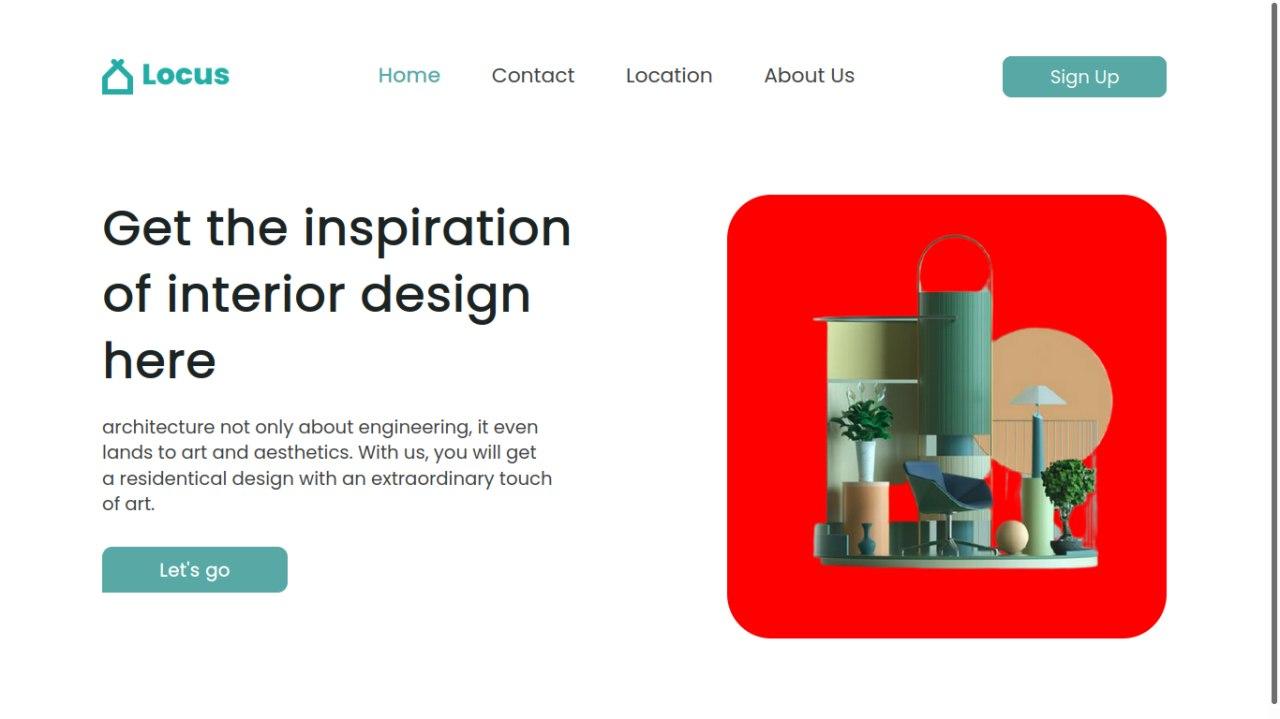 Locus
Home
Contact
Location
About Us
Sign Up
Get the inspiration
of interior design
here
architecture not only about engineering, it even
lands to art and aesthetics. With us, you will get
a residentical design with an extraordinary touch
of art.
Let's go